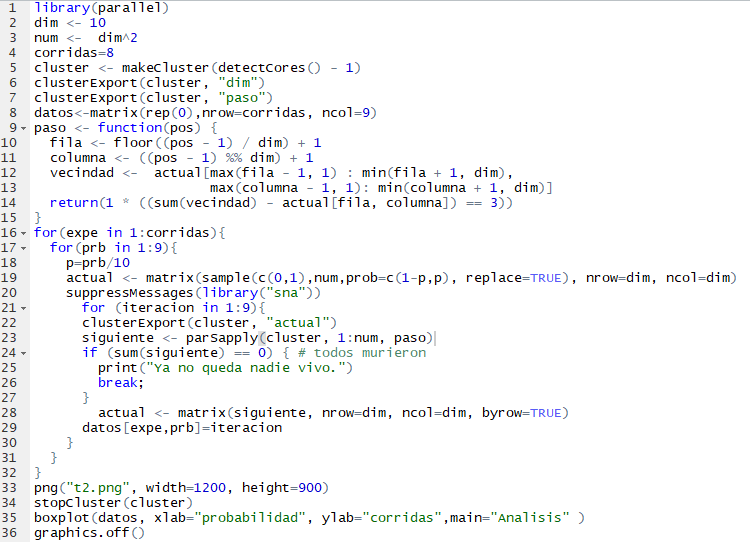 1 library(parallel)
2 dim <- 10
3 num <-  dim^2
4 corridas=8
5 cluster <- makeCluster(detectCores() - 1)
6 clusterExport(cluster, "dim")
7 clusterExport(cluster, "paso")
8 datos<-matrix(rep(0),nrow=corridas, ncol=9)
9 paso <- function(pos) {
10   fila <- floor((pos - 1) / dim) + 1
11   columna <- ((pos - 1) %% dim) + 1
12   vecindad <-  actual[max(fila - 1, 1) : min(fila + 1, dim),
13                       max(columna - 1, 1): min(columna + 1, dim)]
14   return(1 * ((sum(vecindad) - actual[fila, columna]) == 3))
15 }
16 for(expe in 1:corridas){
17   for(prb in 1:9){
18     p=prb/10
19     actual <- matrix(sample(c(0,1),num,prob=c(1-p,p), replace=TRUE), nrow=dim, ncol=dim)
20     suppressMessages(library("sna"))
21       for (iteracion in 1:9){
22       clusterExport(cluster, "actual")
23       siguiente <- parSapply(cluster, 1:num, paso)
24       if (sum(siguiente) == 0) { # todos murieron
25         print("Ya no queda nadie vivo.")
26         break;
27       }
28         actual <- matrix(siguiente, nrow=dim, ncol=dim, byrow=TRUE)
29       datos[expe,prb]=iteracion
30     }
31   }
32 }
33 png("t2.png", width=1200, height=900)
34 stopCluster(cluster)
35 boxplot(datos, xlab="probabilidad", ylab="corridas",main="Analisis" )
36 graphics.off()